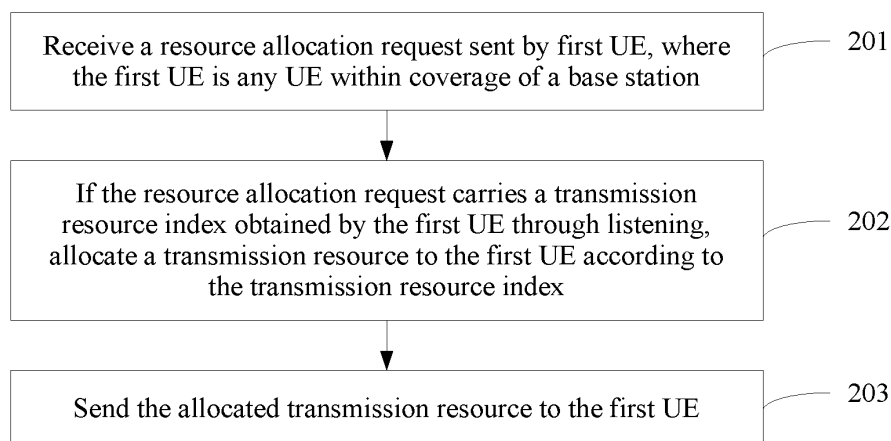 Receive a resource allocation request sent by first UE, where
the first UE is any UE within coverage of a base station
201
If the resource allocation request carries a transmission
resource index obtained by the first UE through listening,
allocate a transmission resource to the first UE according to
the transmission resource index
202
Send the allocated transmission resource to the first UE
203